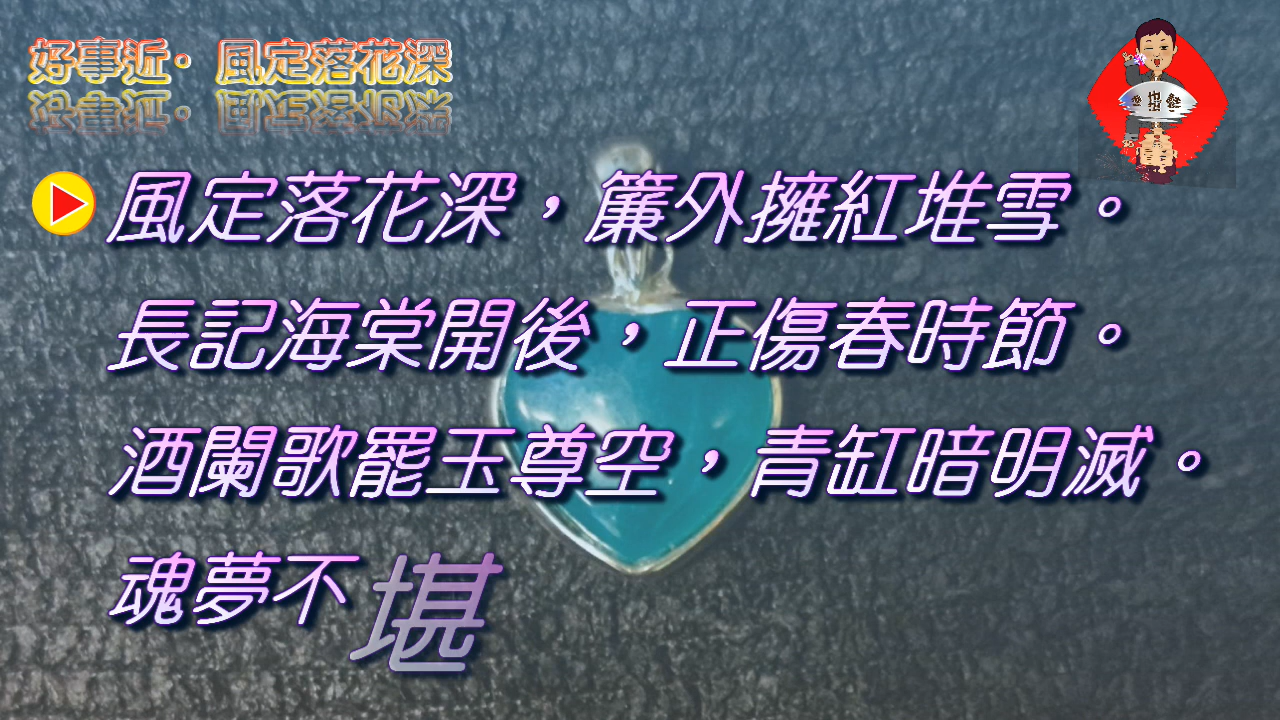 好事近·風定落花深
風定落花深，簾外擁紅堆雪。
長記海棠開後，正傷春時節。
酒闌歌罷玉尊空，青缸暗明滅。
魂夢不堪